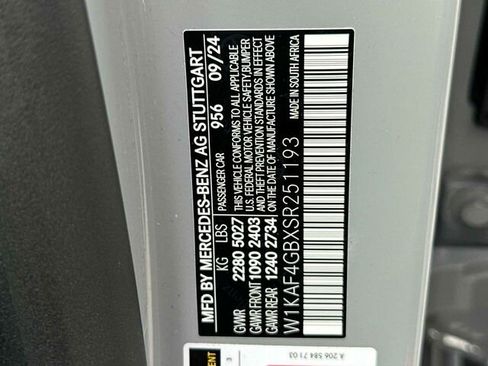 MFD BY MERCEDES-BENZ AG STUTTGART
PASSENGER CAR 956 09/24
KG LBS
GVWR 2280 5027
GAWR FRONT 1090 2403
GAWR REAR 1240 2734
THIS VEHICLE CONFORMS TO ALL APPLICABLE
U.S. FEDERAL MOTOR VEHICLE SAFETY,BUMPER
AND THEFT PREVENTION STANDARDS IN EFFECT
ON THE DATE OF MANUFACTURE SHOWN ABOVE
MADE IN SOUTH AFRICA
W1KAF4GBXSR251193
A 206 584 71 03